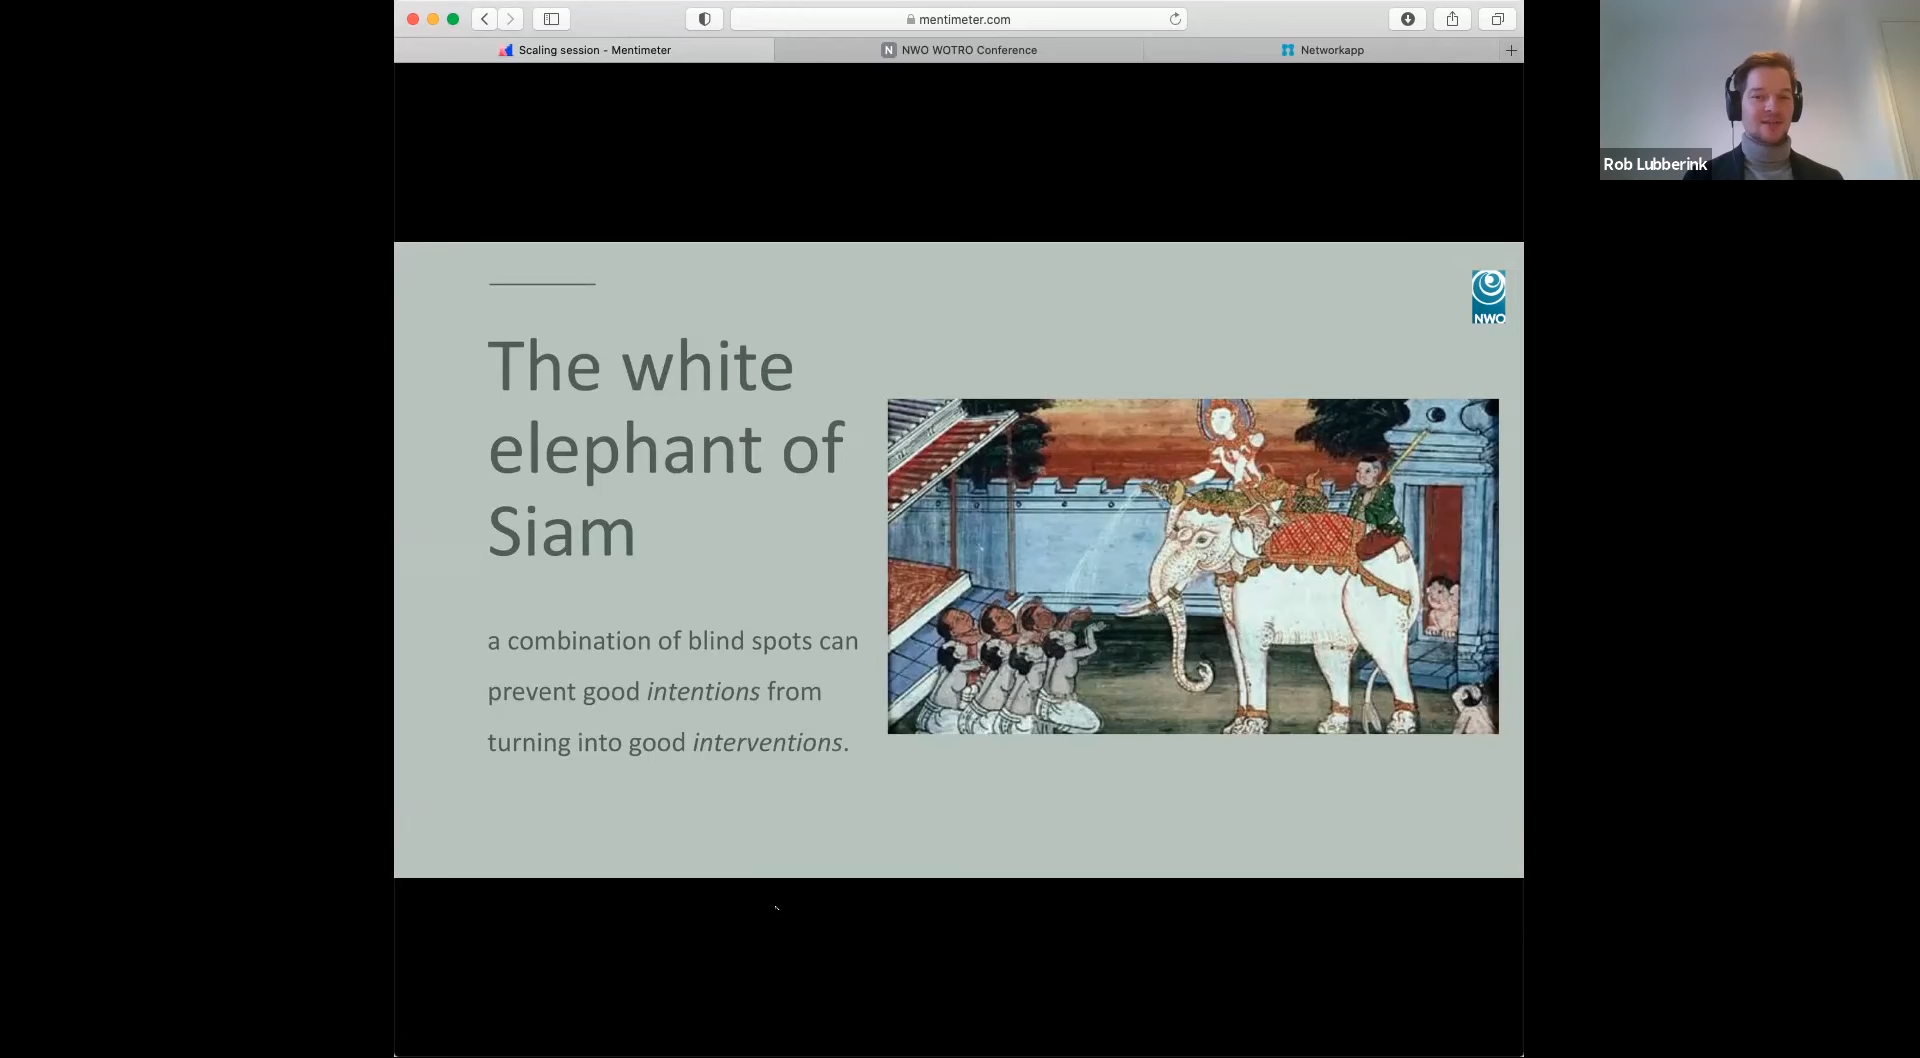 mentimeter.com
Scaling session - Mentimeter
N NWO WOTRO Conference
Networkapp
Rob Lubberink
NWO
The white
elephant of
Siam
a combination of blind spots can
prevent good intentions from
turning into good interventions.